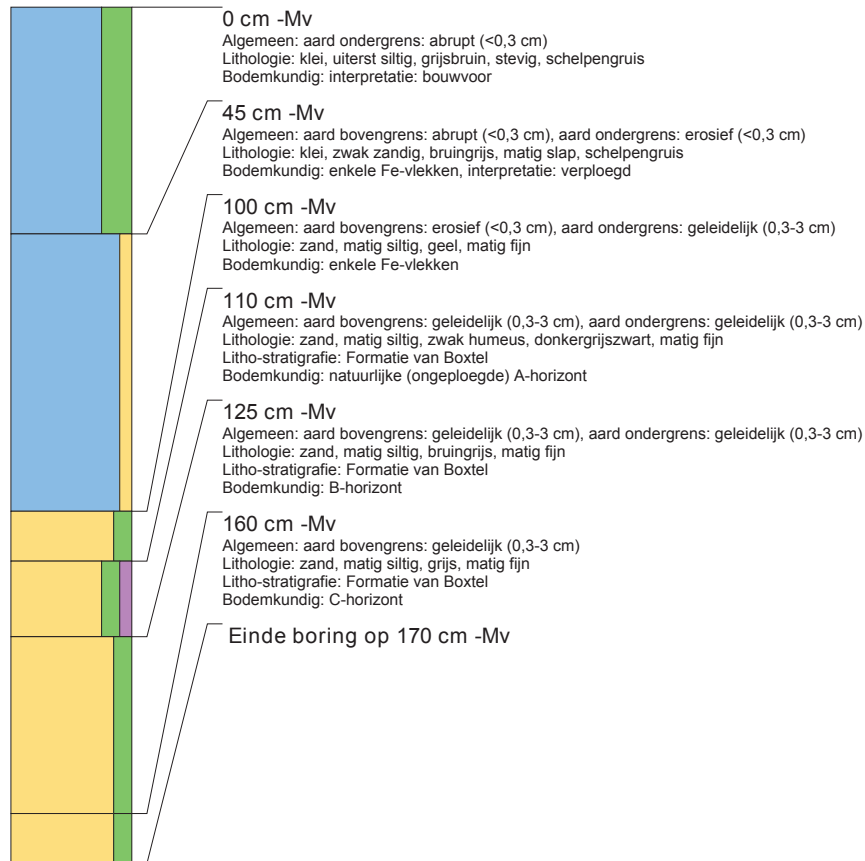 0 cm -Mv
Algemeen: aard ondergrens: abrupt (<0,3 cm)
Lithologie: klei, uiterst siltig, grijsbruin, stevig, schelpengruis
Bodemkundig: interpretatie: bouwvoor
45 cm -Mv
Algemeen: aard bovengrens: abrupt (<0,3 cm), aard ondergrens: erosief (<0,3 cm)
Lithologie: klei, zwak zandig, bruingrijs, matig slap, schelpengruis
Bodemkundig: enkele Fe-vlekken, interpretatie: verploegd
100 cm -Mv
Algemeen: aard bovengrens: erosief (<0,3 cm), aard ondergrens: geleidelijk (0,3-3 cm)
Lithologie: zand, matig siltig, geel, matig fijn
Bodemkundig: enkele Fe-vlekken
110 cm -Mv
Algemeen: aard bovengrens: geleidelijk (0,3-3 cm), aard ondergrens: geleidelijk (0,3-3 cm)
Lithologie: zand, matig siltig, zwak humeus, donkergrijszwart, matig fijn
Litho-stratigrafie: Formatie van Boxtel
Bodemkundig: natuurlijke (ongeploegde) A-horizont
125 cm -Mv
Algemeen: aard bovengrens: geleidelijk (0,3-3 cm), aard ondergrens: geleidelijk (0,3-3 cm)
Lithologie: zand, matig siltig, bruingrijs, matig fijn
Litho-stratigrafie: Formatie van Boxtel
Bodemkundig: B-horizont
160 cm -Mv
Algemeen: aard bovengrens: geleidelijk (0,3-3 cm)
Lithologie: zand, matig siltig, grijs, matig fijn
Litho-stratigrafie: Formatie van Boxtel
Bodemkundig: C-horizont
Einde boring op 170 cm -Mv